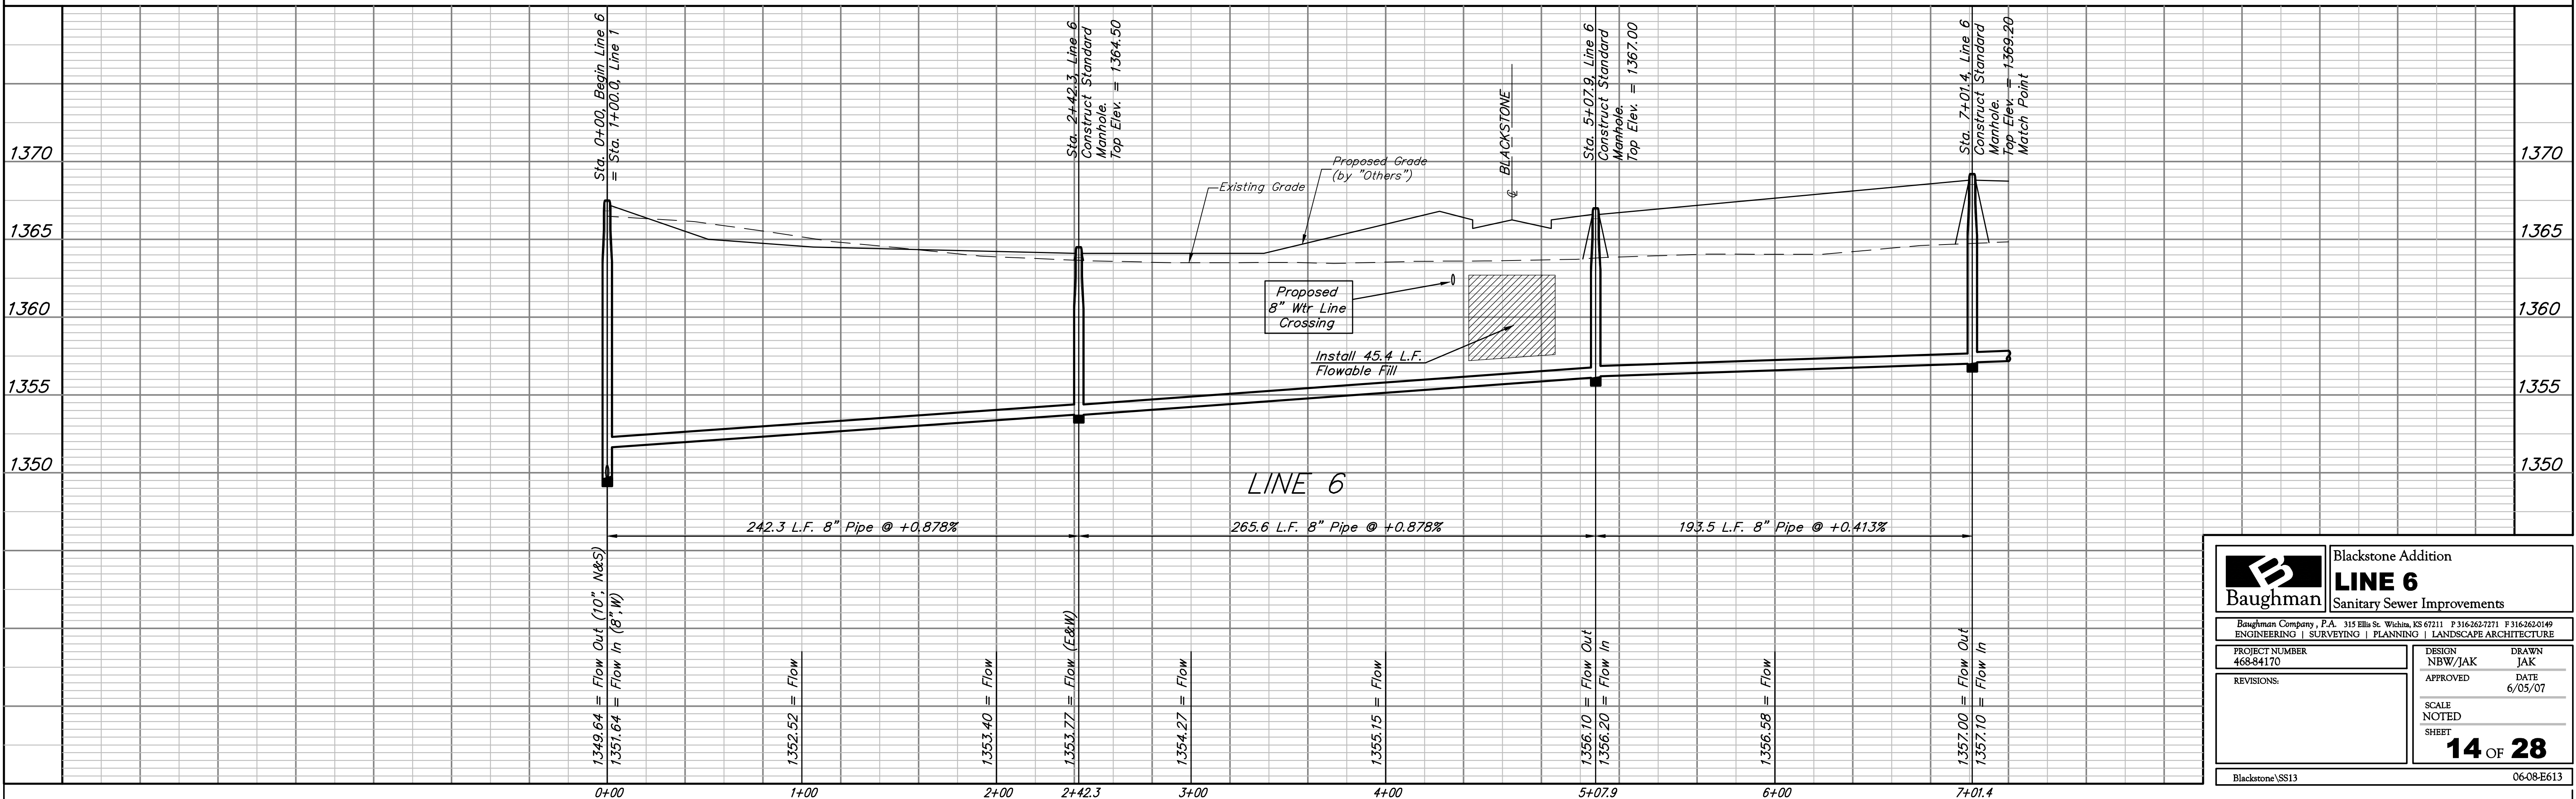 Sta. 0+00, Begin Line 6
= Sta. 1+00.0, Line 1
Sta. 2+42.3, Line 6
Construct Standard
Manhole.
Top Elev. = 1364.50
BLACKSTONE
Sta. 5+07.9, Line 6
Construct Standard
Manhole.
Top Elev. = 1367.00
Sta. 7+01.4, Line 6
Construct Standard
Manhole.
Top Elev. = 1369.20
Match Point
1370
1365
1360
1355
1350
1370
1365
1360
1355
1350
Existing Grade
Proposed Grade
(by "Others")
Proposed
8" Wtr Line
Crossing
Install 45.4 L.F.
Flowable Fill
LINE 6
242.3 L.F. 8" Pipe @ +0.878%
265.6 L.F. 8" Pipe @ +0.878%
193.5 L.F. 8" Pipe @ +0.413%
1349.64 = Flow Out (10", N&S)
1351.64 = Flow In (8",W)
1352.52 = Flow
1353.40 = Flow
1353.77 = Flow (E&W)
1354.27 = Flow
1355.15 = Flow
1356.10 = Flow Out
1356.20 = Flow In
1356.58 = Flow
1357.00 = Flow Out
1357.10 = Flow In
0+00
1+00
2+00
2+42.3
3+00
4+00
5+07.9
6+00
7+01.4
B
Baughman
Blackstone Addition
LINE 6
Sanitary Sewer Improvements
Baughman Company, P.A. 315 Ellis St. Wichita, KS 67211 P 316-262-7271 F 316-262-0149
ENGINEERING | SURVEYING | PLANNING | LANDSCAPE ARCHITECTURE
PROJECT NUMBER
468-84170
REVISIONS:
DESIGN
NBW/JAK
DRAWN
JAK
APPROVED
DATE
6/05/07
SCALE
NOTED
SHEET
14 OF 28
Blackstone\SS13
06-08-E613